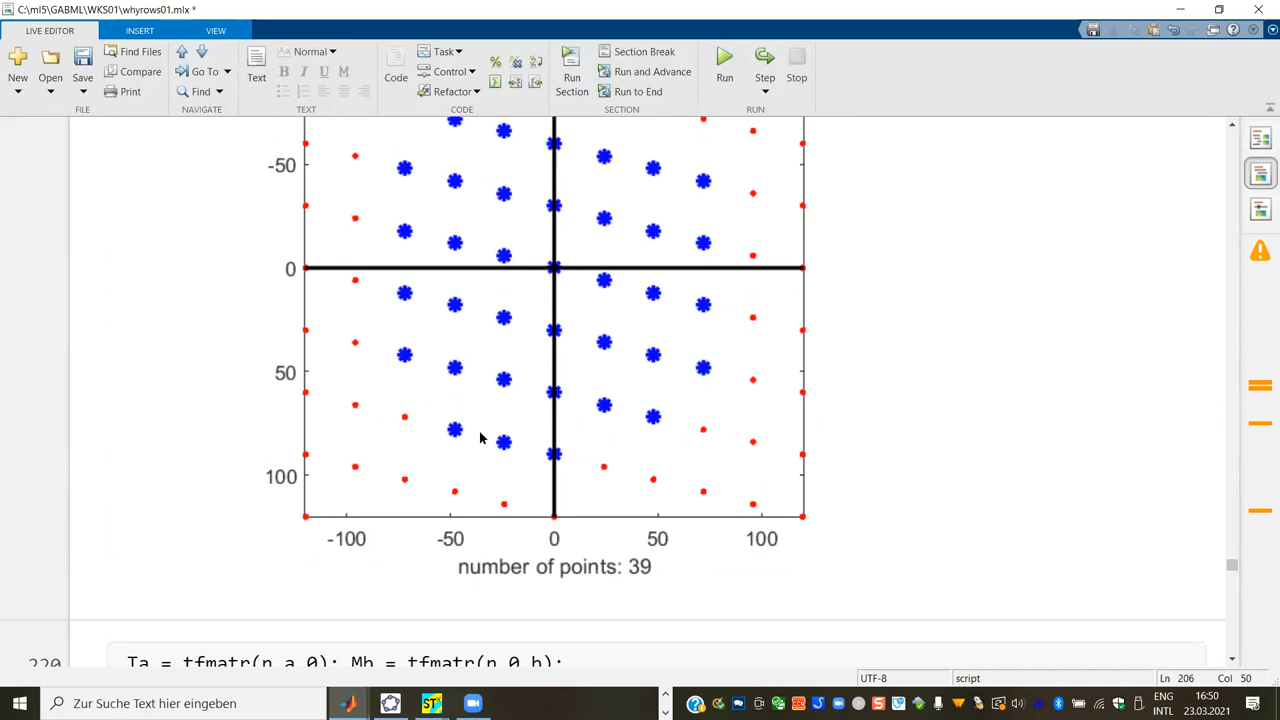 C:\ml5\GABML\WKS01\whyrows01.mlx *
LIVE EDITOR
INSERT
VIEW
New
Open
Save
Find Files
Compare
Print
FILE
Go To
Find
NAVIGATE
Text
Normal
B I U M
TEXT
Code
Task
Control
Refactor
CODE
Run
Section
Section Break
Run and Advance
Run to End
SECTION
Run
Step
Stop
RUN
-50
0
50
100
-100 -50 0 50 100
number of points: 39
220
Ta = tfmatr(n,a,0); Mb = tfmatr(n,0,b);
UTF-8
script
Ln 206 Col 50
Zur Suche Text hier eingeben
ENG
INTL
16:50
23.03.2021